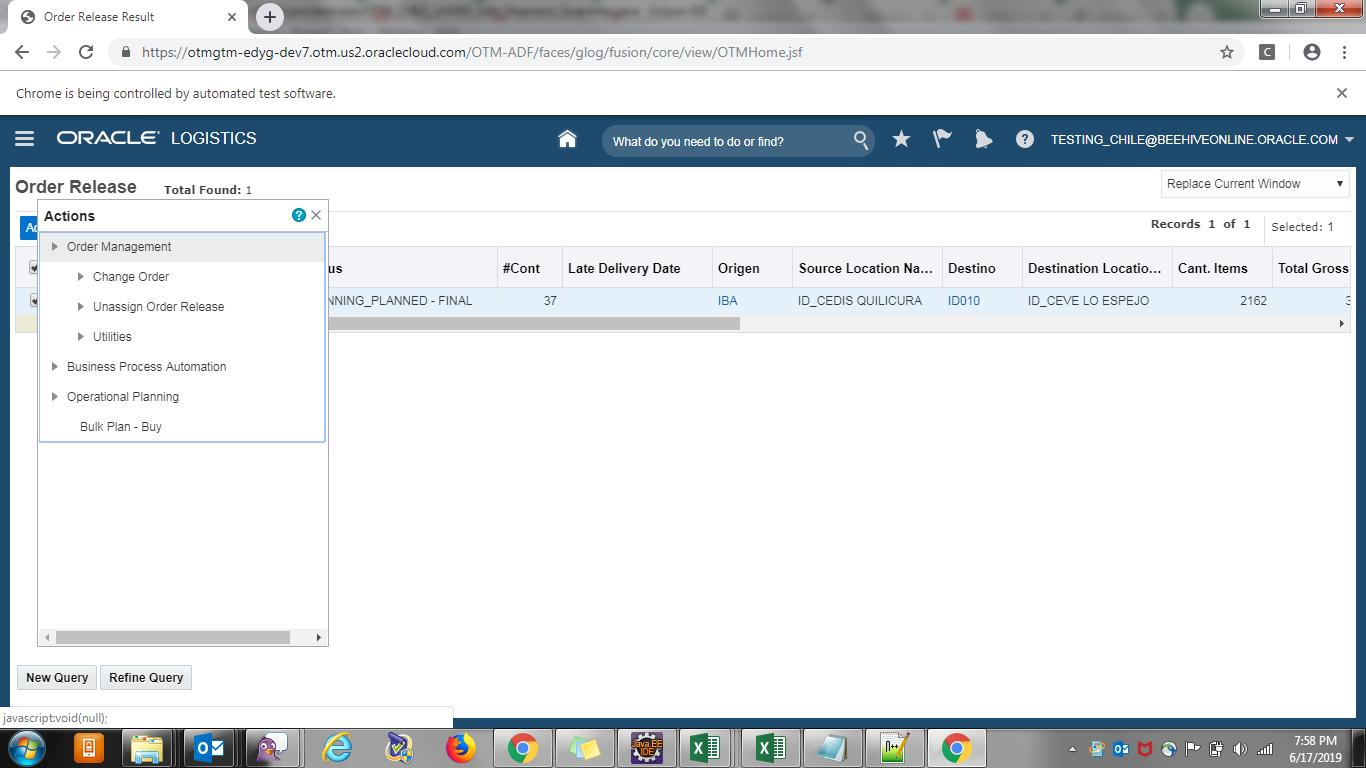 Order Release Result
https://otmgtm-edyg-dev7.otm.us2.oraclecloud.com/OTM-ADF/faces/glog/fusion/core/view/OTMHome.jsf
C
Chrome is being controlled by automated test software.
ORACLE LOGISTICS
What do you need to do or find?
TESTING_CHILE@BEEHIVEONLINE.ORACLE.COM
Order Release Total Found: 1
Replace Current Window
Actions
Records 1 of 1 Selected: 1
#Cont Late Delivery Date Origen Source Location Na... Destino Destination Locatio... Cant. Items Total Gross
NNING_PLANNED - FINAL 37 IBA ID_CEDIS QUILICURA ID010 ID_CEVE LO ESPEJO 2162
Order Management
Change Order
Unassign Order Release
Utilities
Business Process Automation
Operational Planning
Bulk Plan - Buy
New Query Refine Query
javascript:void(null);
Java EE
IDE
7:58 PM
6/17/2019